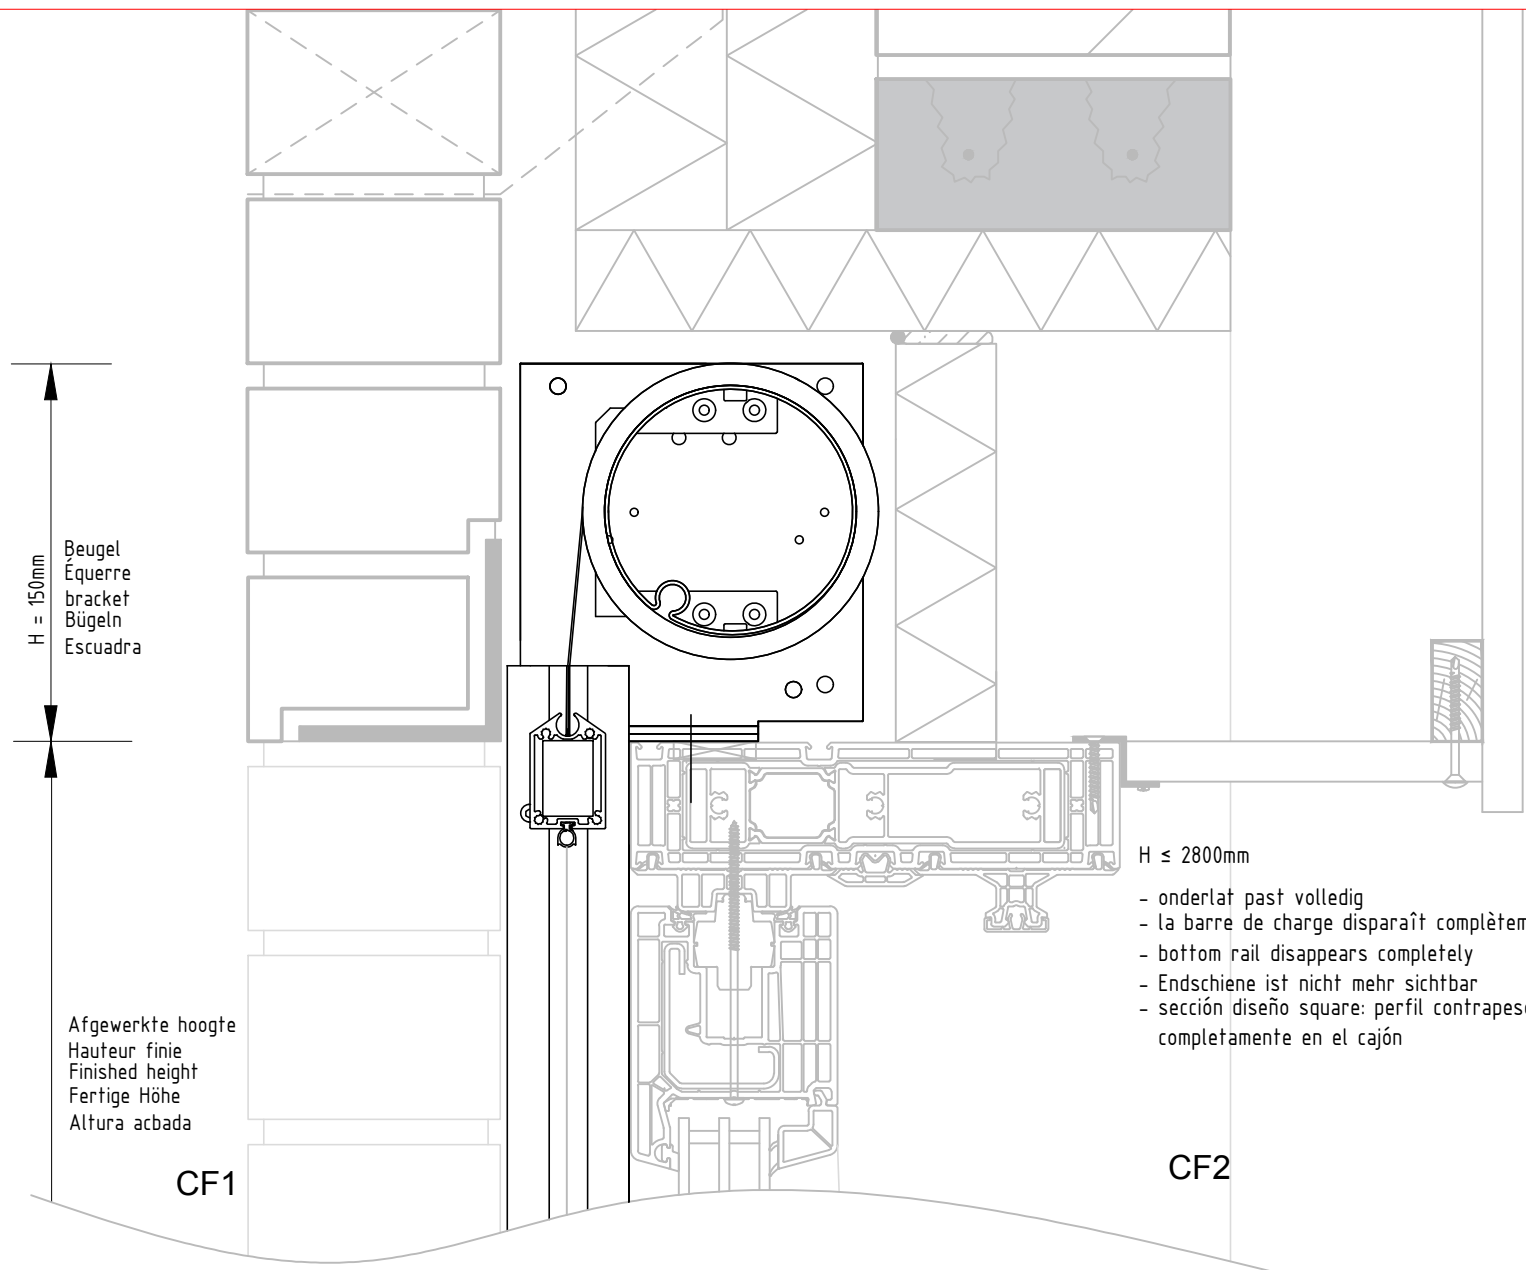 H = 150mm
Beugel
Équerre
bracket
Bügeln
Escuadra
H ≤ 2800mm
- onderlat past volledig
- la barre de charge disparaît complètem
- bottom rail disappears completely
- Endschiene ist nicht mehr sichtbar
- sección diseño square: perfil contrapeso
completamente en el cajón
Afgewerkte hoogte
Hauteur finie
Finished height
Fertige Höhe
Altura acbada
CF1
CF2